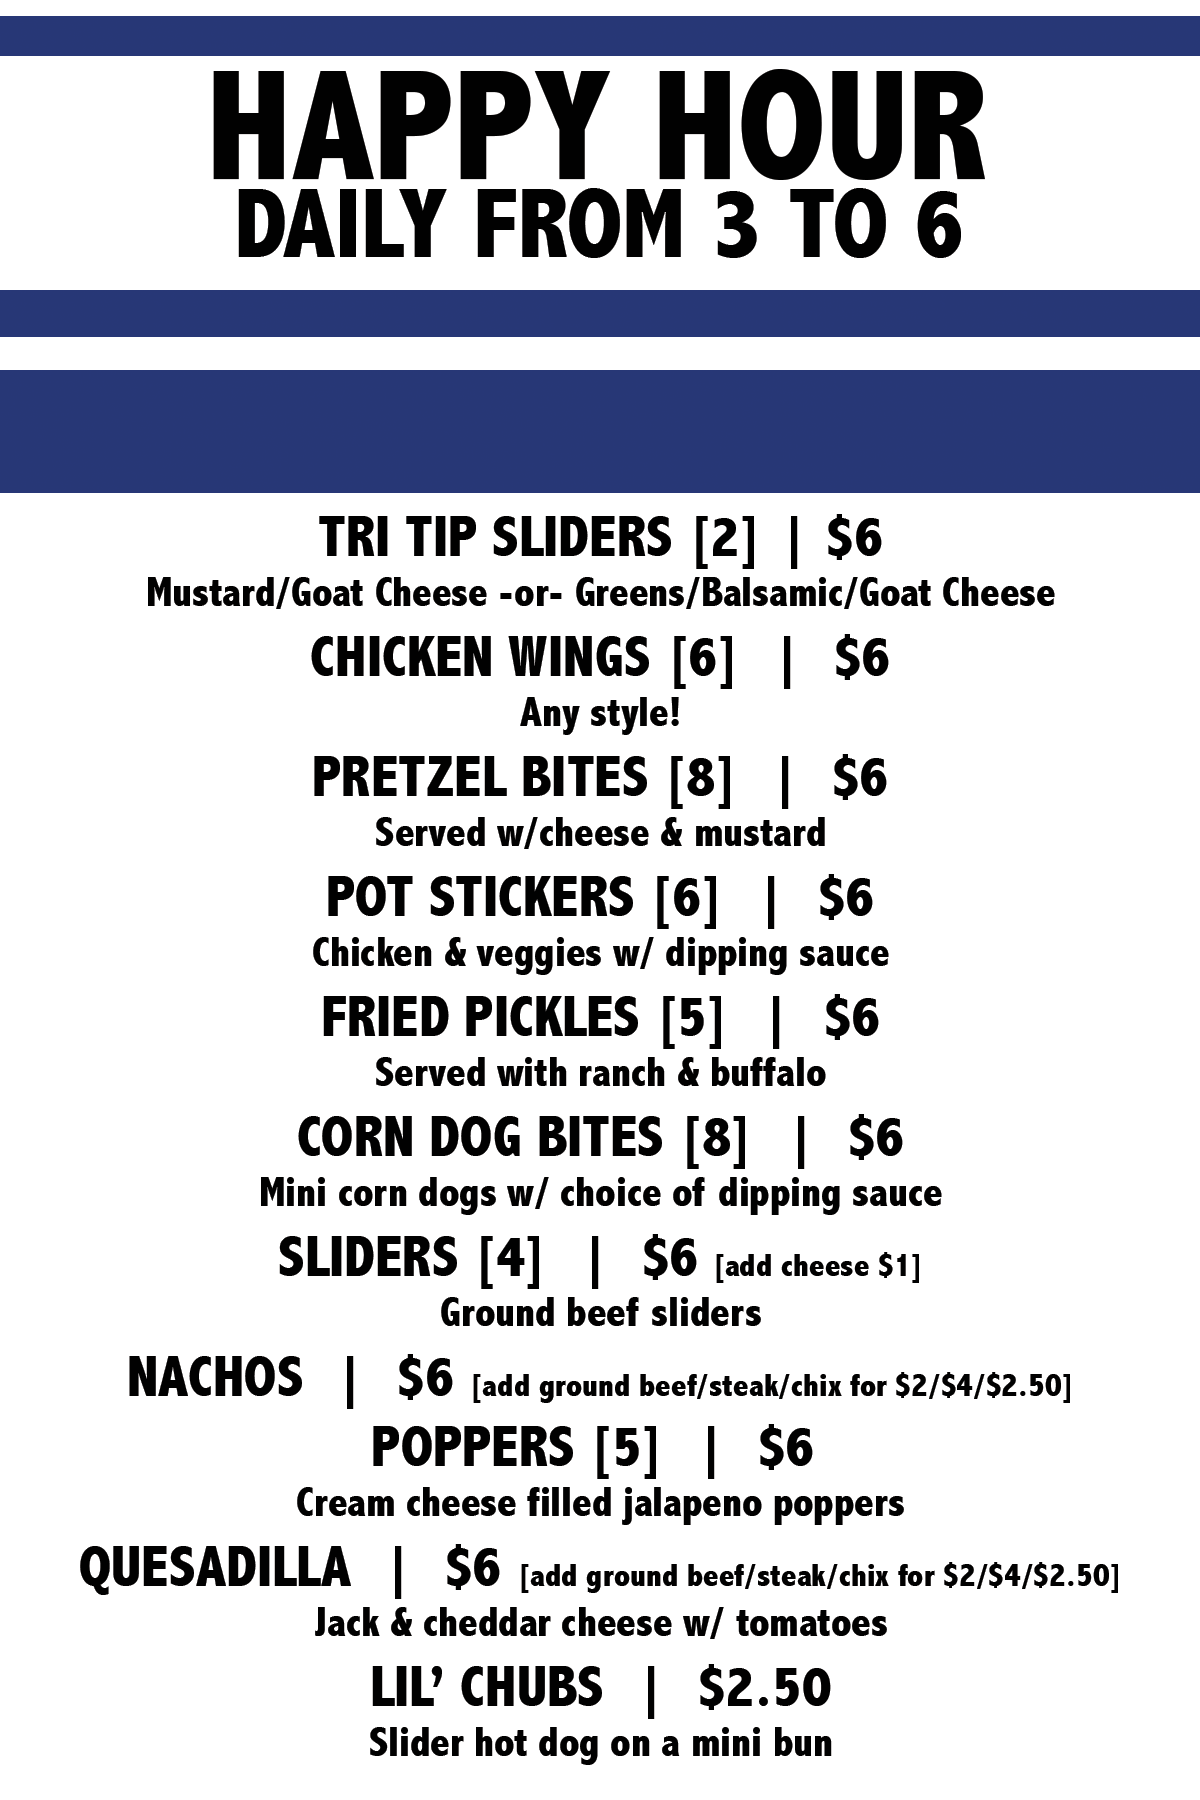 HAPPY HOUR
DAILY FROM 3 TO 6
TRI TIP SLIDERS [2] | $6
Mustard/Goat Cheese -or- Greens/Balsamic/Goat Cheese
CHICKEN WINGS [6] | $6
Any style!
PRETZEL BITES [8] | $6
Served w/cheese & mustard
POT STICKERS [6] | $6
Chicken & veggies w/ dipping sauce
FRIED PICKLES [5] | $6
Served with ranch & buffalo
CORN DOG BITES [8] | $6
Mini corn dogs w/ choice of dipping sauce
SLIDERS [4] | $6 [add cheese $1]
Ground beef sliders
NACHOS | $6 [add ground beef/steak/chix for $2/$4/$2.50]
POPPERS [5] | $6
Cream cheese filled jalapeno poppers
QUESADILLA | $6 [add ground beef/steak/chix for $2/$4/$2.50]
Jack & cheddar cheese w/ tomatoes
LIL’ CHUBS | $2.50
Slider hot dog on a mini bun